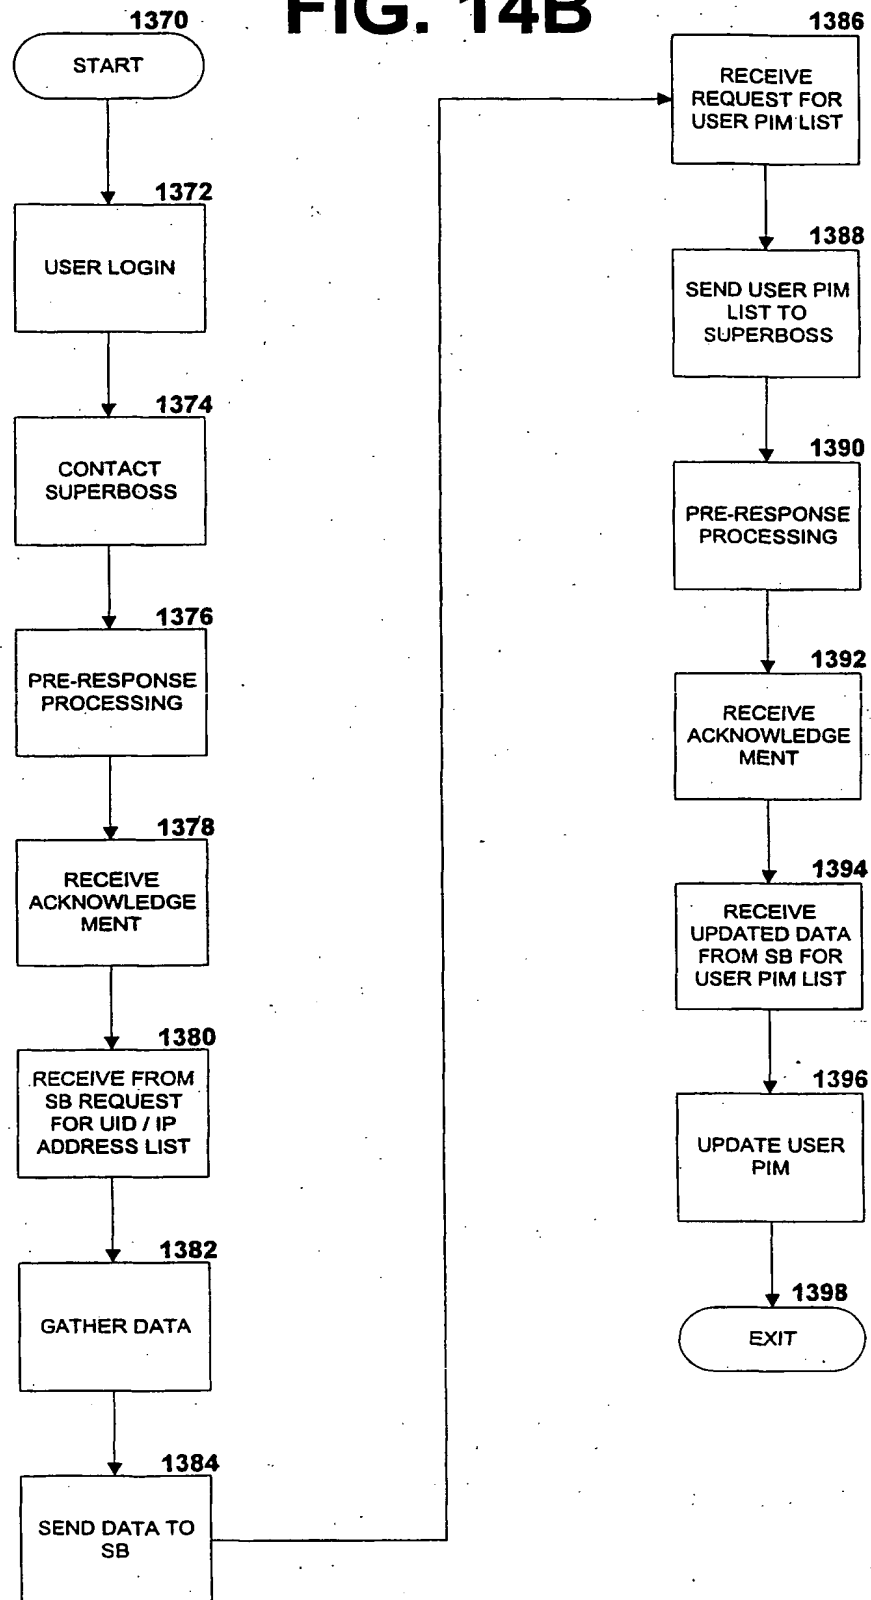 FIG. 14B
1370
START
1372
USER LOGIN
1374
CONTACT
SUPERBOSS
1376
PRE-RESPONSE
PROCESSING
1378
RECEIVE
ACKNOWLEDGE
MENT
1380
RECEIVE FROM
SB REQUEST
FOR UID / IP
ADDRESS LIST
1382
GATHER DATA
1384
SEND DATA TO
SB
1386
RECEIVE
REQUEST FOR
USER PIM LIST
1388
SEND USER PIM
LIST TO
SUPERBOSS
1390
PRE-RESPONSE
PROCESSING
1392
RECEIVE
ACKNOWLEDGE
MENT
1394
RECEIVE
UPDATED DATA
FROM SB FOR
USER PIM LIST
1396
UPDATE USER
PIM
1398
EXIT